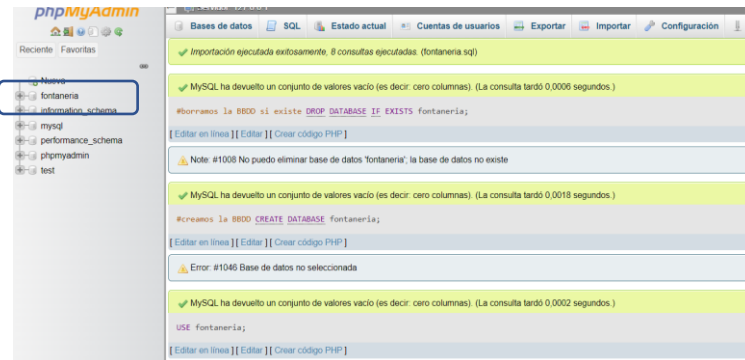 phpMyAdmin
Reciente Favoritas
Nueva
fontaneria
information_schema
mysql
performance_schema
phpmyadmin
test
Bases de datos SQL Estado actual Cuentas de usuarios Exportar Importar Configuración
Importación ejecutada exitosamente, 8 consultas ejecutadas. (fontaneria.sql)
MySQL ha devuelto un conjunto de valores vacío (es decir: cero columnas). (La consulta tardó 0,0006 segundos.)
#borramos la BBDD si existe DROP DATABASE IF EXISTS fontaneria;
[ Editar en línea ] [ Editar ] [ Crear código PHP ]
Note: #1008 No puedo eliminar base de datos 'fontaneria'; la base de datos no existe
MySQL ha devuelto un conjunto de valores vacío (es decir: cero columnas). (La consulta tardó 0,0018 segundos.)
#creamos la BBDD CREATE DATABASE fontaneria;
[ Editar en línea ] [ Editar ] [ Crear código PHP ]
Error: #1046 Base de datos no seleccionada
MySQL ha devuelto un conjunto de valores vacío (es decir: cero columnas). (La consulta tardó 0,0002 segundos.)
USE fontaneria;
[ Editar en línea ] [ Editar ] [ Crear código PHP ]